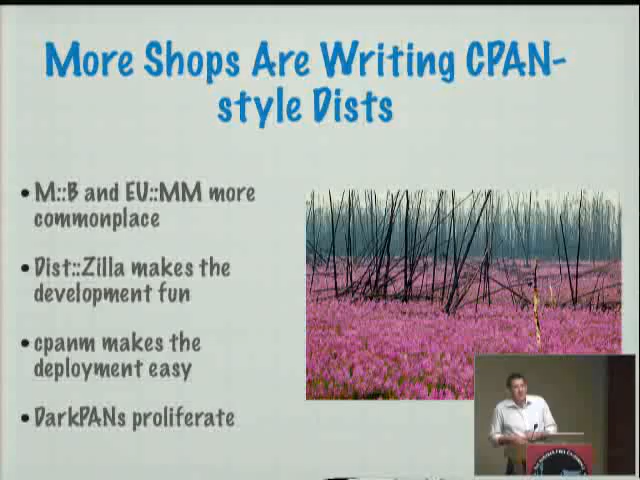 More Shops Are Writing CPAN-
style Dists
• M::B and EU::MM more
commonplace
• Dist::Zilla makes the
development fun
• cpanm makes the
deployment easy
• DarkPANs proliferate